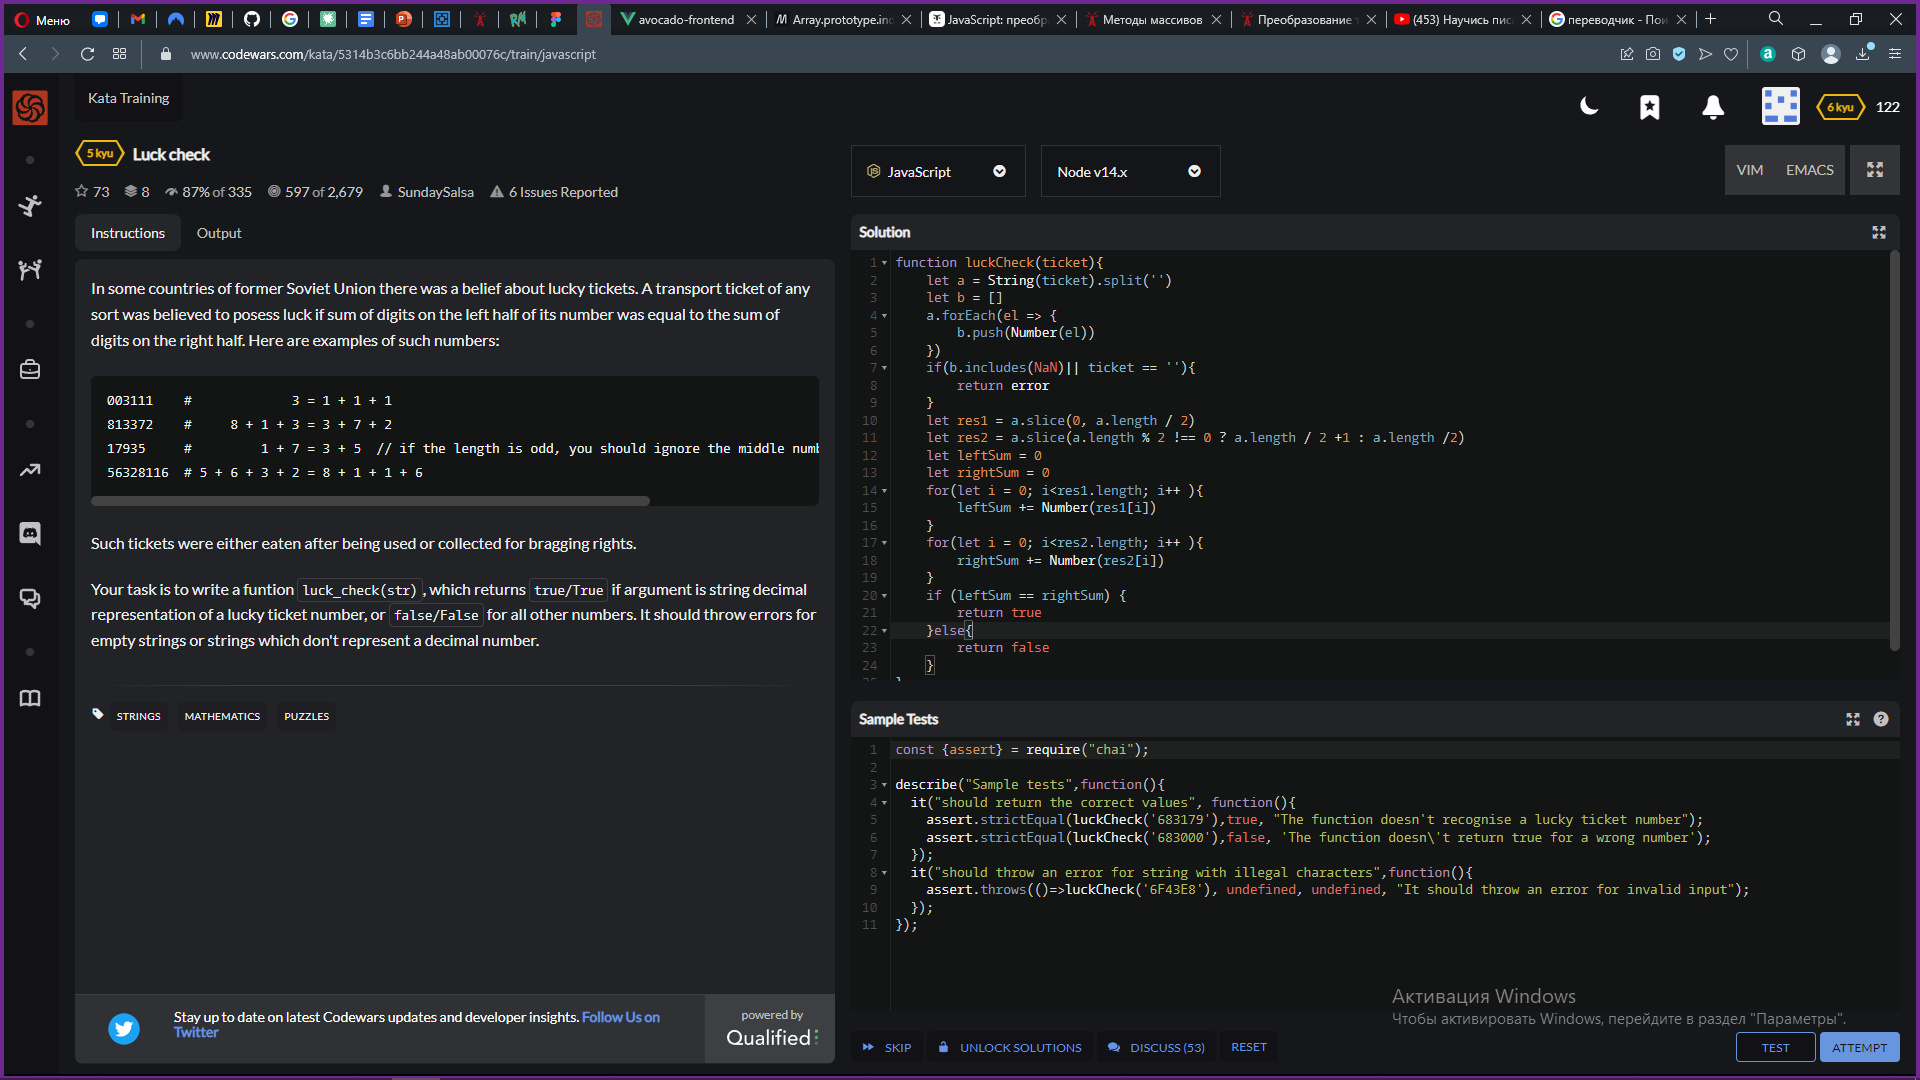 Меню
avocado-frontend
Array.prototype.ind
JavaScript: преобр
Методы массивов
Преобразование т
(453) Научись пис
переводчик - Пои
www.codewars.com/kata/5314b3c6bb244a48ab00076c/train/javascript
Kata Training
6 kyu
122
5 kyu
Luck check
73
8
87% of 335
597 of 2,679
SundaySalsa
6 Issues Reported
JavaScript
Node v14.x
VIM
EMACS
Instructions
Output
In some countries of former Soviet Union there was a belief about lucky tickets. A transport ticket of any
sort was believed to posess luck if sum of digits on the left half of its number was equal to the sum of
digits on the right half. Here are examples of such numbers:
003111    #             3 = 1 + 1 + 1
813372    #     8 + 1 + 3 = 3 + 7 + 2
17935     #         1 + 7 = 3 + 5  // if the length is odd, you should ignore the middle numb
56328116  # 5 + 6 + 3 + 2 = 8 + 1 + 1 + 6
Such tickets were either eaten after being used or collected for bragging rights.
Your task is to write a funtion luck_check(str), which returns true/True if argument is string decimal
representation of a lucky ticket number, or false/False for all other numbers. It should throw errors for
empty strings or strings which don't represent a decimal number.
STRINGS
MATHEMATICS
PUZZLES
Stay up to date on latest Codewars updates and developer insights. Follow Us on
Twitter
powered by
Qualified
Solution
1 function luckCheck(ticket){
2     let a = String(ticket).split('')
3     let b = []
4     a.forEach(el => {
5         b.push(Number(el))
6     })
7     if(b.includes(NaN)|| ticket == ''){
8         return error
9     }
10     let res1 = a.slice(0, a.length / 2)
11     let res2 = a.slice(a.length % 2 !== 0 ? a.length / 2 +1 : a.length /2)
12     let leftSum = 0
13     let rightSum = 0
14     for(let i = 0; i<res1.length; i++ ){
15         leftSum += Number(res1[i])
16     }
17     for(let i = 0; i<res2.length; i++ ){
18         rightSum += Number(res2[i])
19     }
20     if (leftSum == rightSum) {
21         return true
22     }else{
23         return false
24     }
Sample Tests
1 const {assert} = require("chai");
2
3 describe("Sample tests",function(){
4   it("should return the correct values", function(){
5     assert.strictEqual(luckCheck('683179'),true, "The function doesn't recognise a lucky ticket number");
6     assert.strictEqual(luckCheck('683000'),false, 'The function doesn\'t return true for a wrong number');
7   });
8   it("should throw an error for string with illegal characters",function(){
9     assert.throws(()=>luckCheck('6F43E8'), undefined, undefined, "It should throw an error for invalid input");
10   });
11 });
Активация Windows
Чтобы активировать Windows, перейдите в раздел "Параметры".
SKIP
UNLOCK SOLUTIONS
DISCUSS (53)
RESET
TEST
ATTEMPT